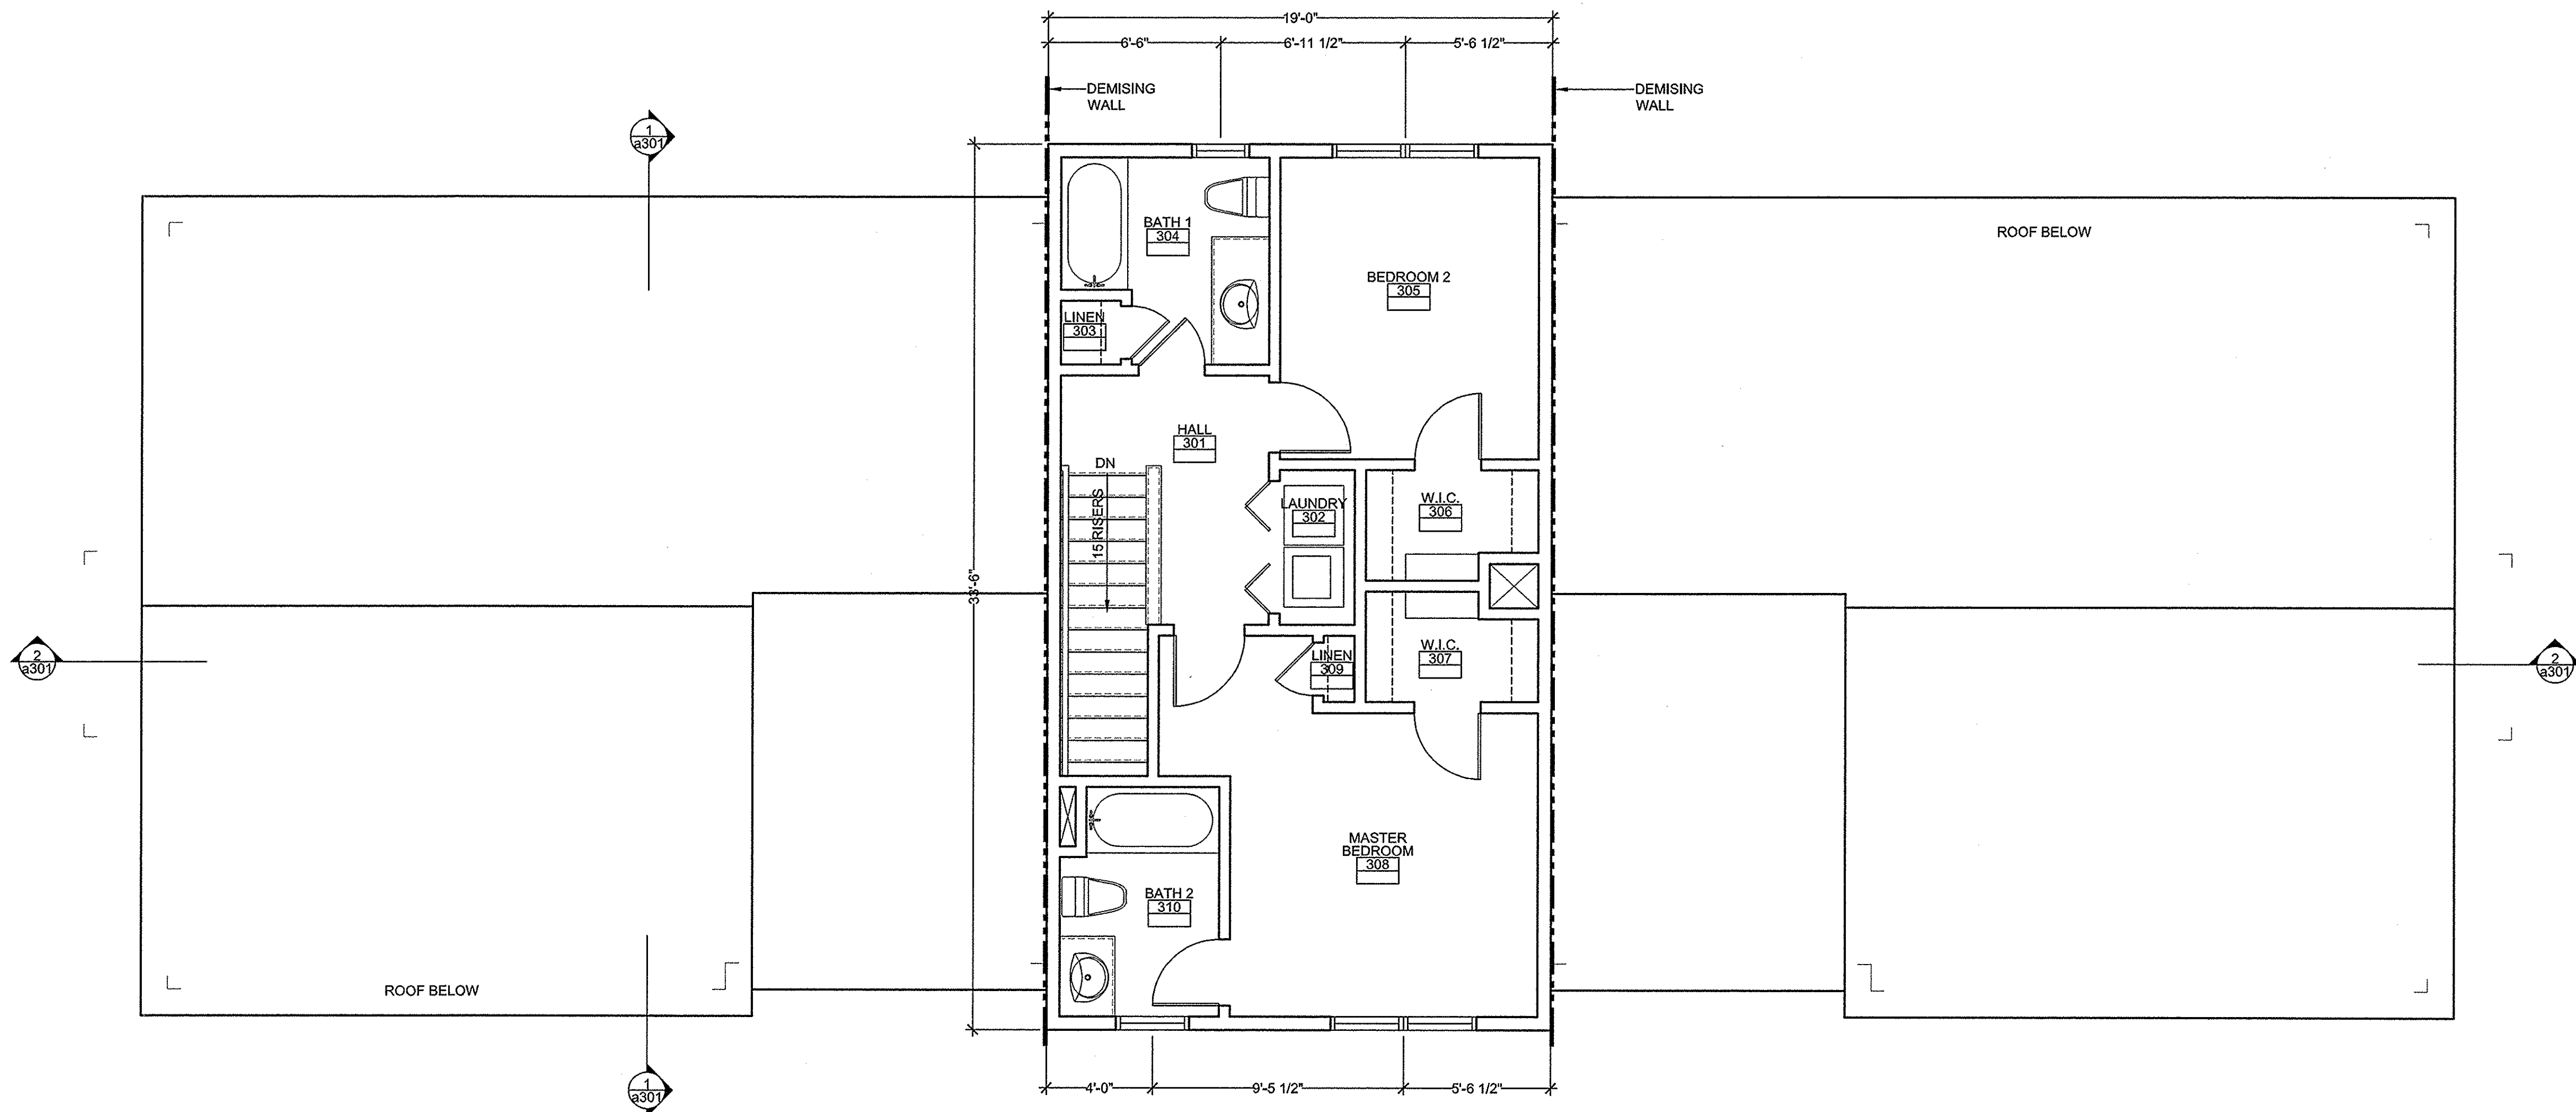 19'-0"
6'-6"
6'-11 1/2"
5'-6 1/2"
DEMISING
WALL
DEMISING
WALL
1
a301
BATH 1
304
ROOF BELOW
BEDROOM 2
305
LINEN
303
HALL
301
DN
15 RISERS
LAUNDRY
302
W.I.C.
306
33'-6"
2
a301
LINEN
309
W.I.C.
307
2
a301
MASTER
BEDROOM
308
BATH 2
310
ROOF BELOW
1
a301
4'-0"
9'-5 1/2"
5'-6 1/2"